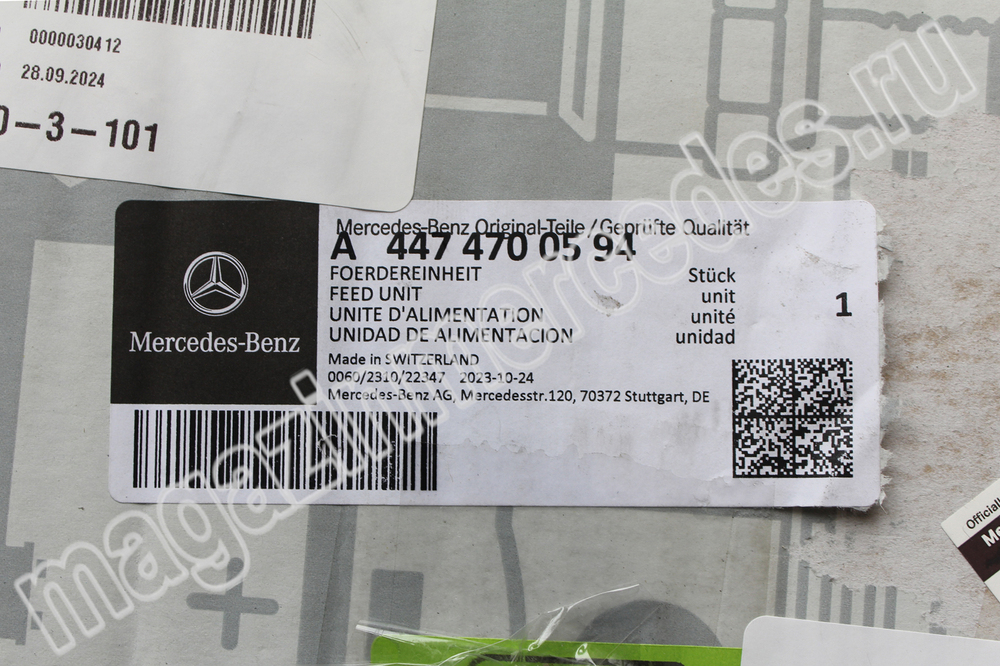 0000030412
28.09.2024
0-3-101
Mercedes-Benz Original-Teile/Geprüfte Qualität
A 447 470 05 94
FOERDEREINHEIT
FEED UNIT
UNITE D'ALIMENTATION
UNIDAD DE ALIMENTACION
Stück
unit
unité
unidad
1
Made in SWITZERLAND
0060/2310/22347 2023-10-24
Mercedes-Benz AG, Mercedesstr.120, 70372 Stuttgart, DE
Mercedes-Benz
magazinmercedes.ru